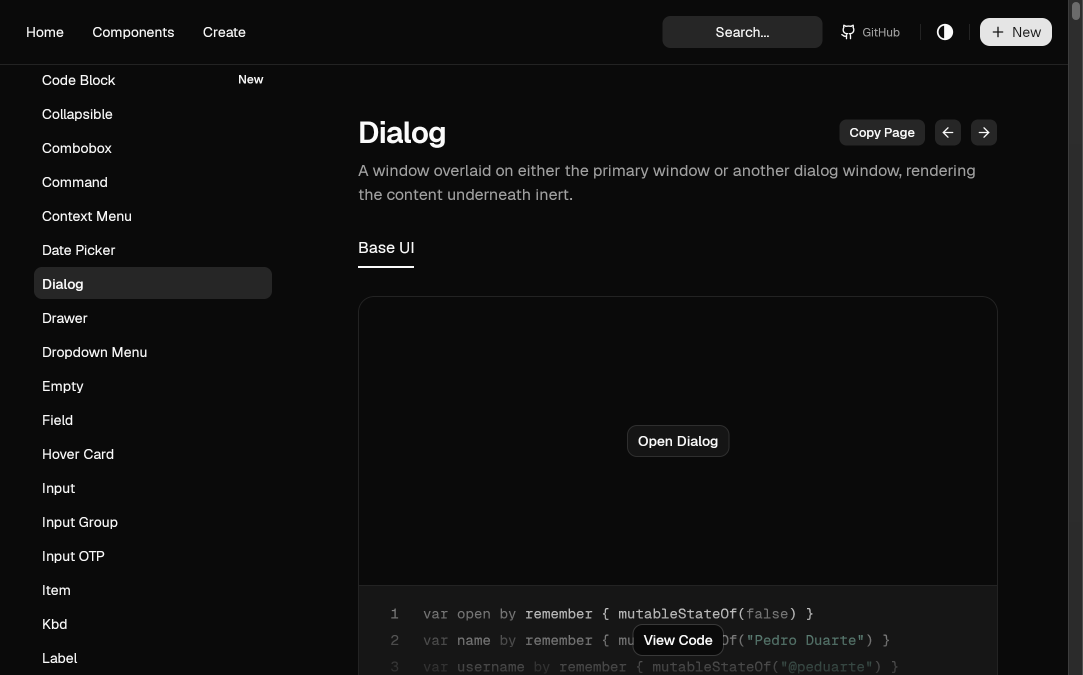 Home Components Create Search... GitHub New
Code Block New
Collapsible
Combobox
Command
Context Menu
Date Picker
Dialog
Drawer
Dropdown Menu
Empty
Field
Hover Card
Input
Input Group
Input OTP
Item
Kbd
Label
Dialog Copy Page
A window overlaid on either the primary window or another dialog window, rendering
the content underneath inert.
Base UI
Open Dialog
1 var open by remember { mutableStateOf(false) }
2 var name by remember { mu View Code Of("Pedro Duarte") }
3 var username by remember { mutableStateOf("@peduarte") }